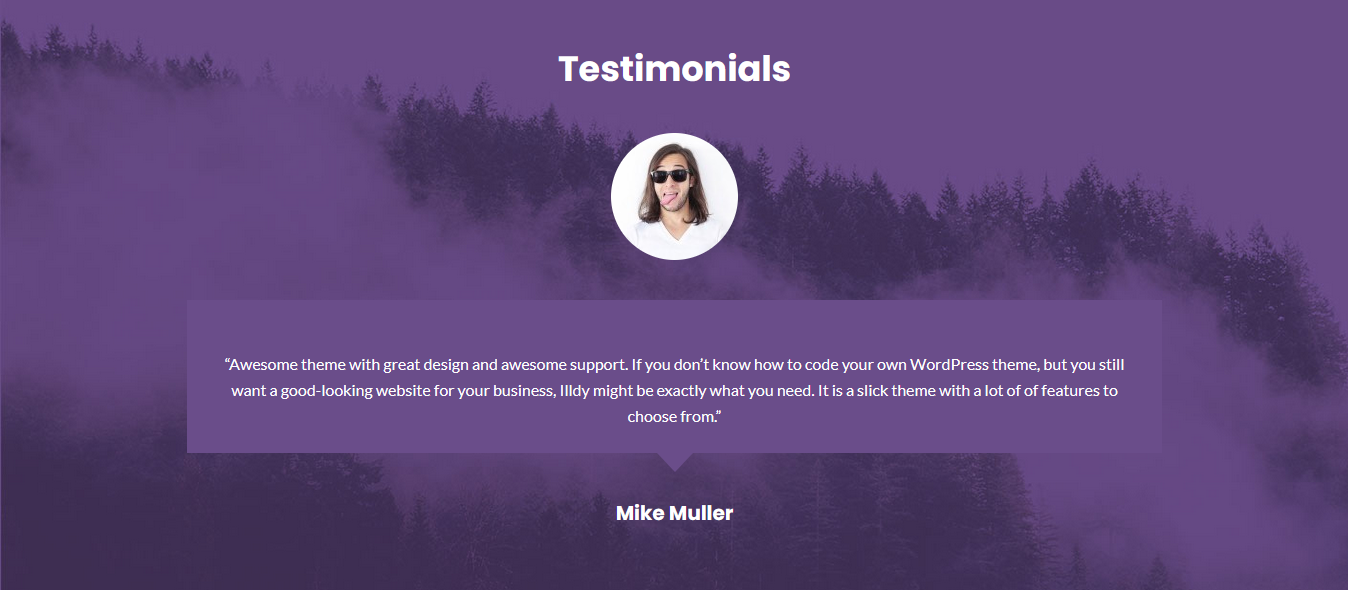 Testimonials
“Awesome theme with great design and awesome support. If you don’t know how to code your own WordPress theme, but you still
want a good-looking website for your business, Illdy might be exactly what you need. It is a slick theme with a lot of of features to
choose from.”
Mike Muller